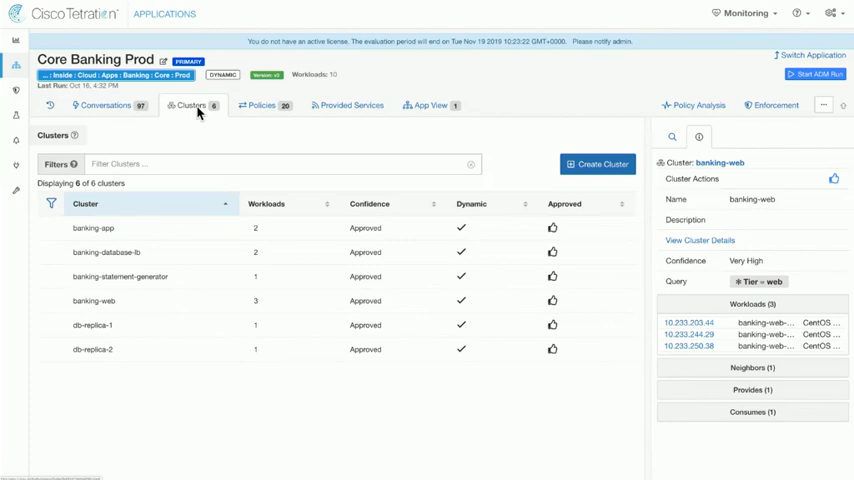 CiscoTetration APPLICATIONS Monitoring
You do not have an active license. The evaluation period will end on Tue Nov 19 2019 10:23:22 GMT+0000. Please notify admin.
Core Banking Prod PRIMARY
Switch Application
... : Inside : Cloud : Apps : Banking : Core : Prod DYNAMIC Version: v3 Workloads: 10
Start ADM Run
Last Run: Oct 16, 4:32 PM
Conversations 97 Clusters 6 Policies 20 Provided Services App View 1 Policy Analysis Enforcement ...
Clusters
Filters Filter Clusters ... Create Cluster
Displaying 6 of 6 clusters
Cluster Workloads Confidence Dynamic Approved
banking-app 2 Approved
banking-database-lb 2 Approved
banking-statement-generator 1 Approved
banking-web 3 Approved
db-replica-1 1 Approved
db-replica-2 1 Approved
Cluster: banking-web
Cluster Actions
Name banking-web
Description
View Cluster Details
Confidence Very High
Query Tier = web
Workloads (3)
10.233.203.44 banking-web-... CentOS ...
10.233.244.29 banking-web-... CentOS ...
10.233.250.38 banking-web-... CentOS ...
Neighbors (1)
Provides (1)
Consumes (1)